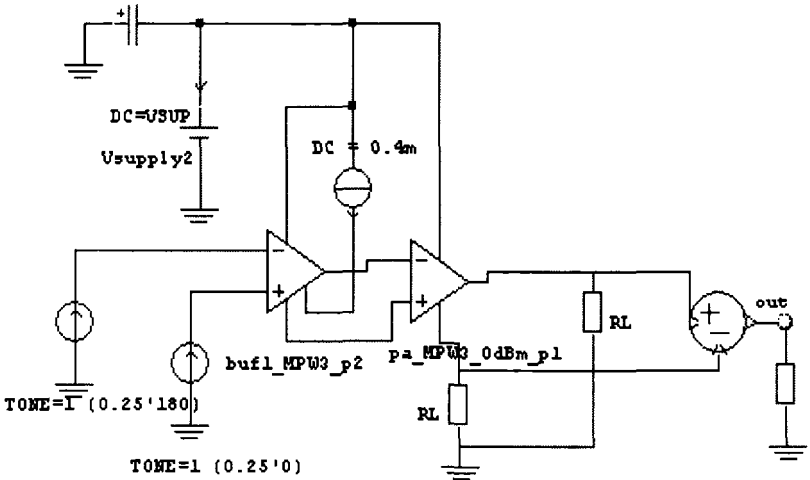 +
DC=VSUP
Vsupply2
DC = 0.4m
-
+
-
+
buf1_MPW3_p2
pa_MPW3_0dBm_p1
RL
RL
+
-
out
TONE=1 (0.25'180)
TONE=1 (0.25'0)